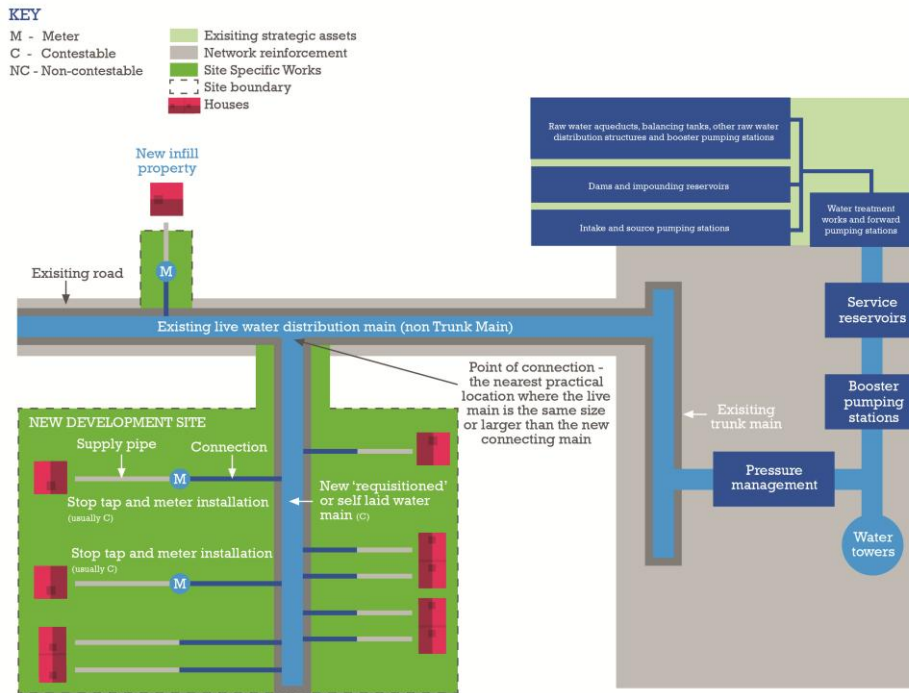 KEY
M - Meter
C - Contestable
NC - Non-contestable
Exisiting strategic assets
Network reinforcement
Site Specific Works
Site boundary
Houses
New infill
property
M
Exisiting road
Existing live water distribution main (non Trunk Main)
Raw water aqueducts, balancing tanks, other raw water
distribution structures and booster pumping stations
Dams and impounding reservoirs
Intake and source pumping stations
Water treatment
works and forward
pumping stations
Service
reservoirs
Booster
pumping
stations
Point of connection -
the nearest practical
location where the live
main is the same size
or larger than the new
connecting main
Exisiting
trunk main
Pressure
management
Water
towers
NEW DEVELOPMENT SITE
Supply pipe
Connection
M
Stop tap and meter installation
(usually C)
New 'requisitioned'
or self laid water
main (C)
Stop tap and meter installation
(usually C)
M